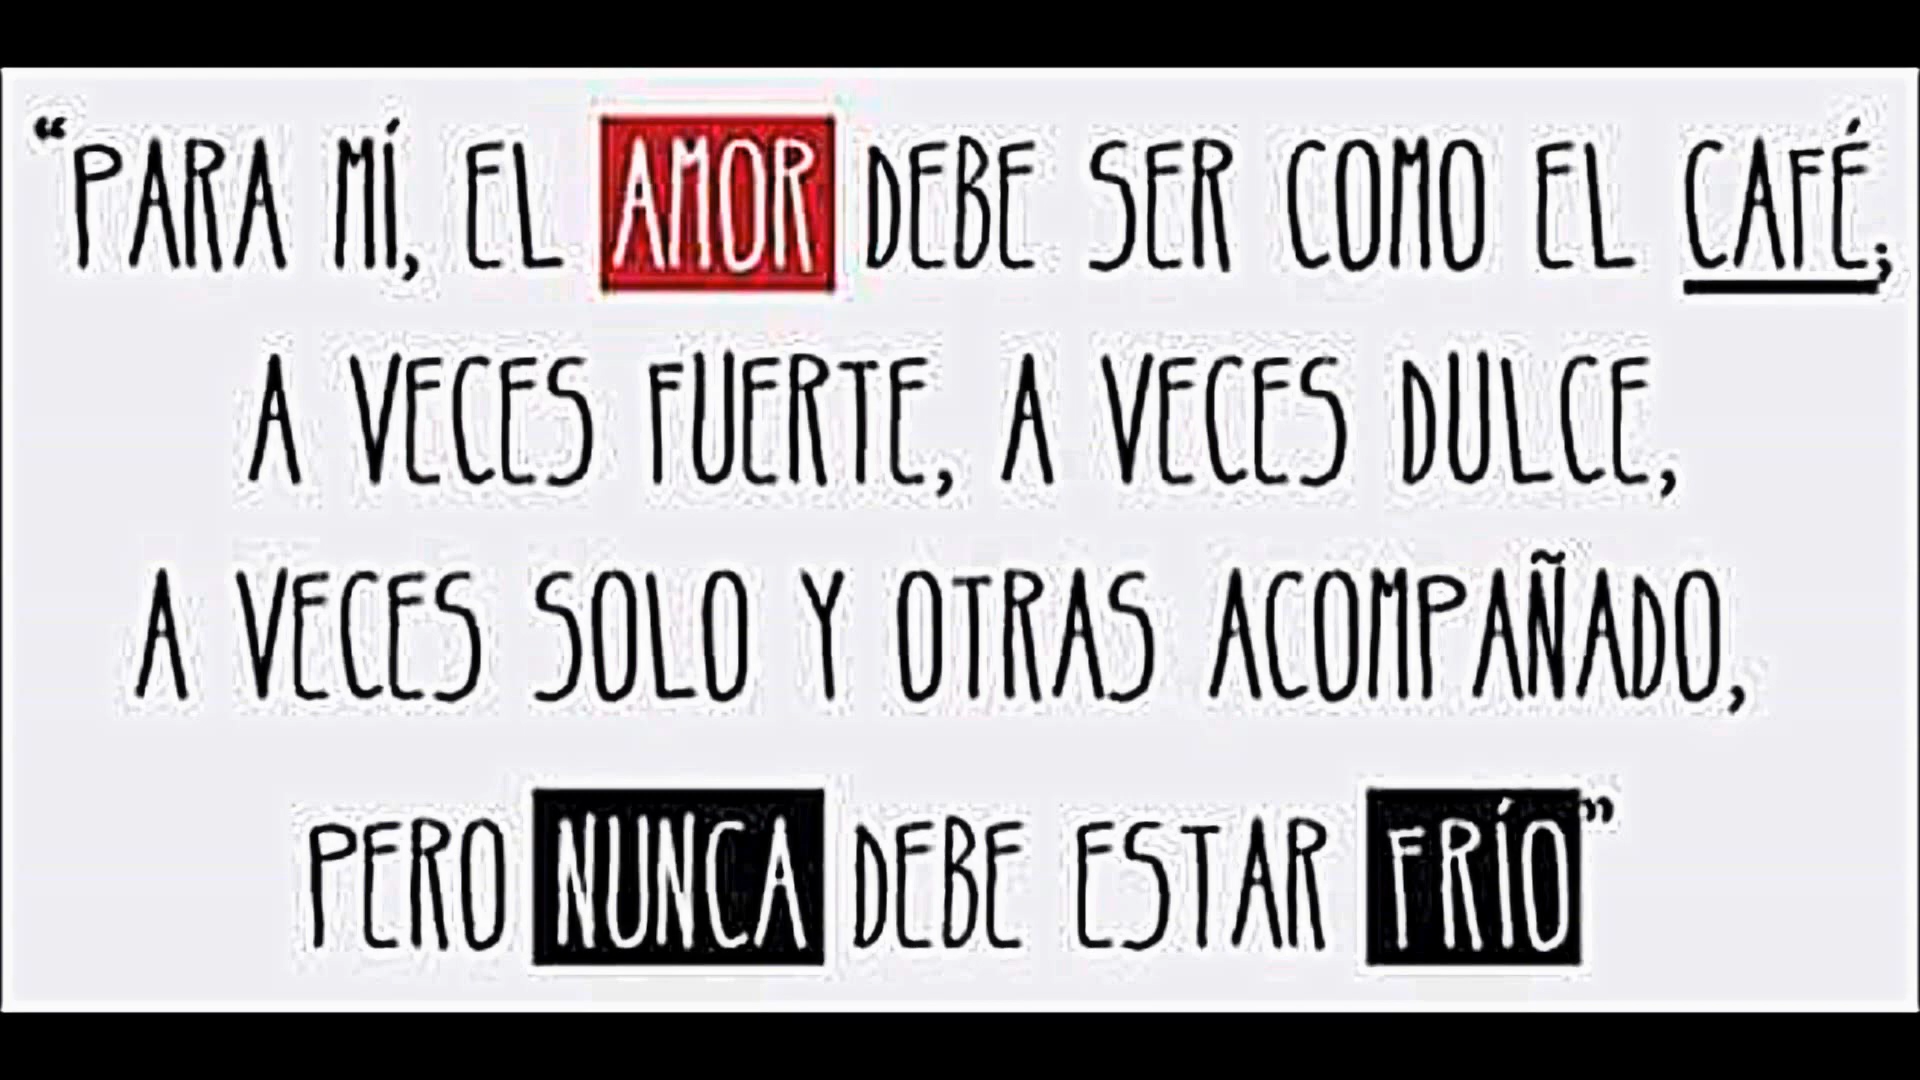 “PARA MÍ, EL AMOR DEBE SER COMO EL CAFÉ;
A VECES FUERTE, A VECES DULCE,
A VECES SOLO Y OTRAS ACOMPAÑADO,
PERO NUNCA DEBE ESTAR FRÍO”